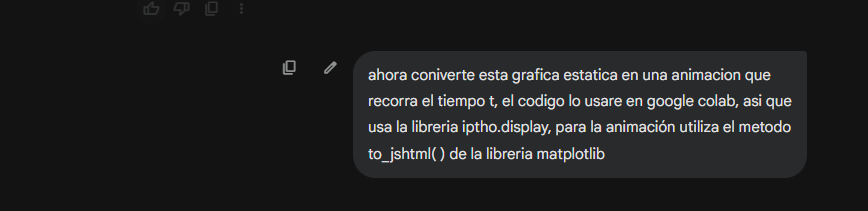 ahora coniverte esta grafica estatica en una animacion que
recorra el tiempo t, el codigo lo usare en google colab, asi que
usa la libreria iptho.display, para la animación utiliza el metodo
to_jshtml( ) de la libreria matplotlib